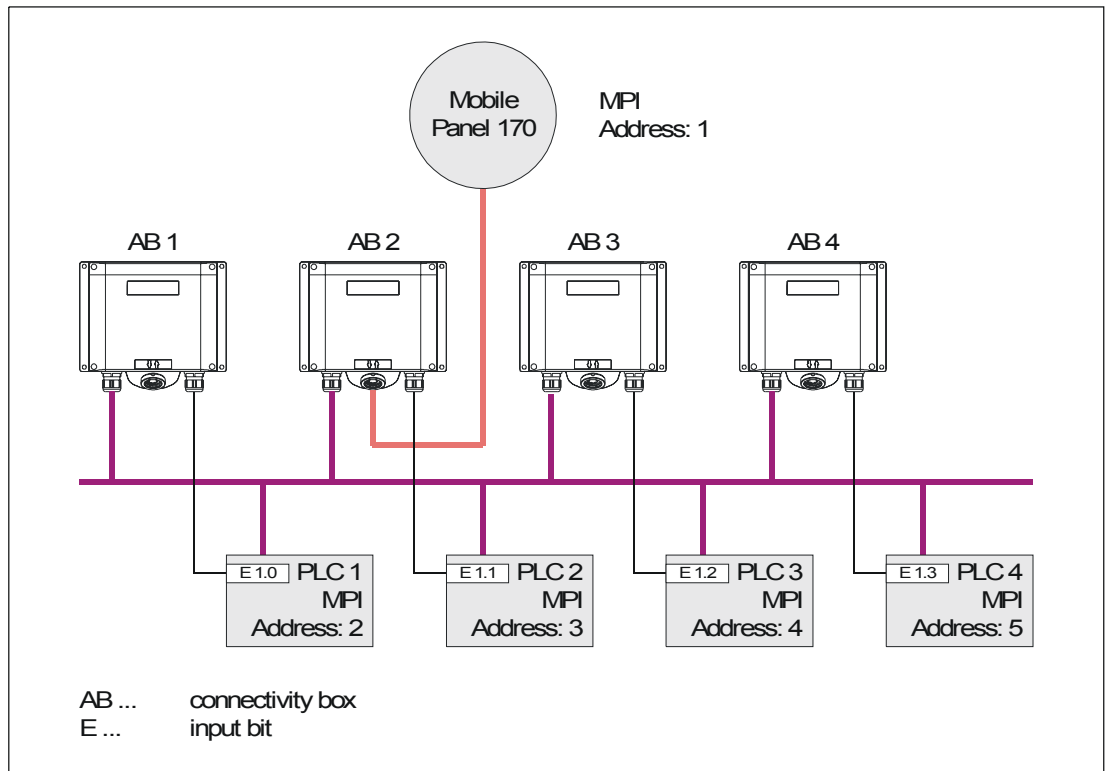 Mobile
Panel 170
MPI
Address: 1
AB 1
AB 2
AB 3
AB 4
E 1.0
PLC 1
MPI
Address: 2
E 1.1
PLC 2
MPI
Address: 3
E 1.2
PLC 3
MPI
Address: 4
E 1.3
PLC 4
MPI
Address: 5
AB ... connectivity box
E ... input bit